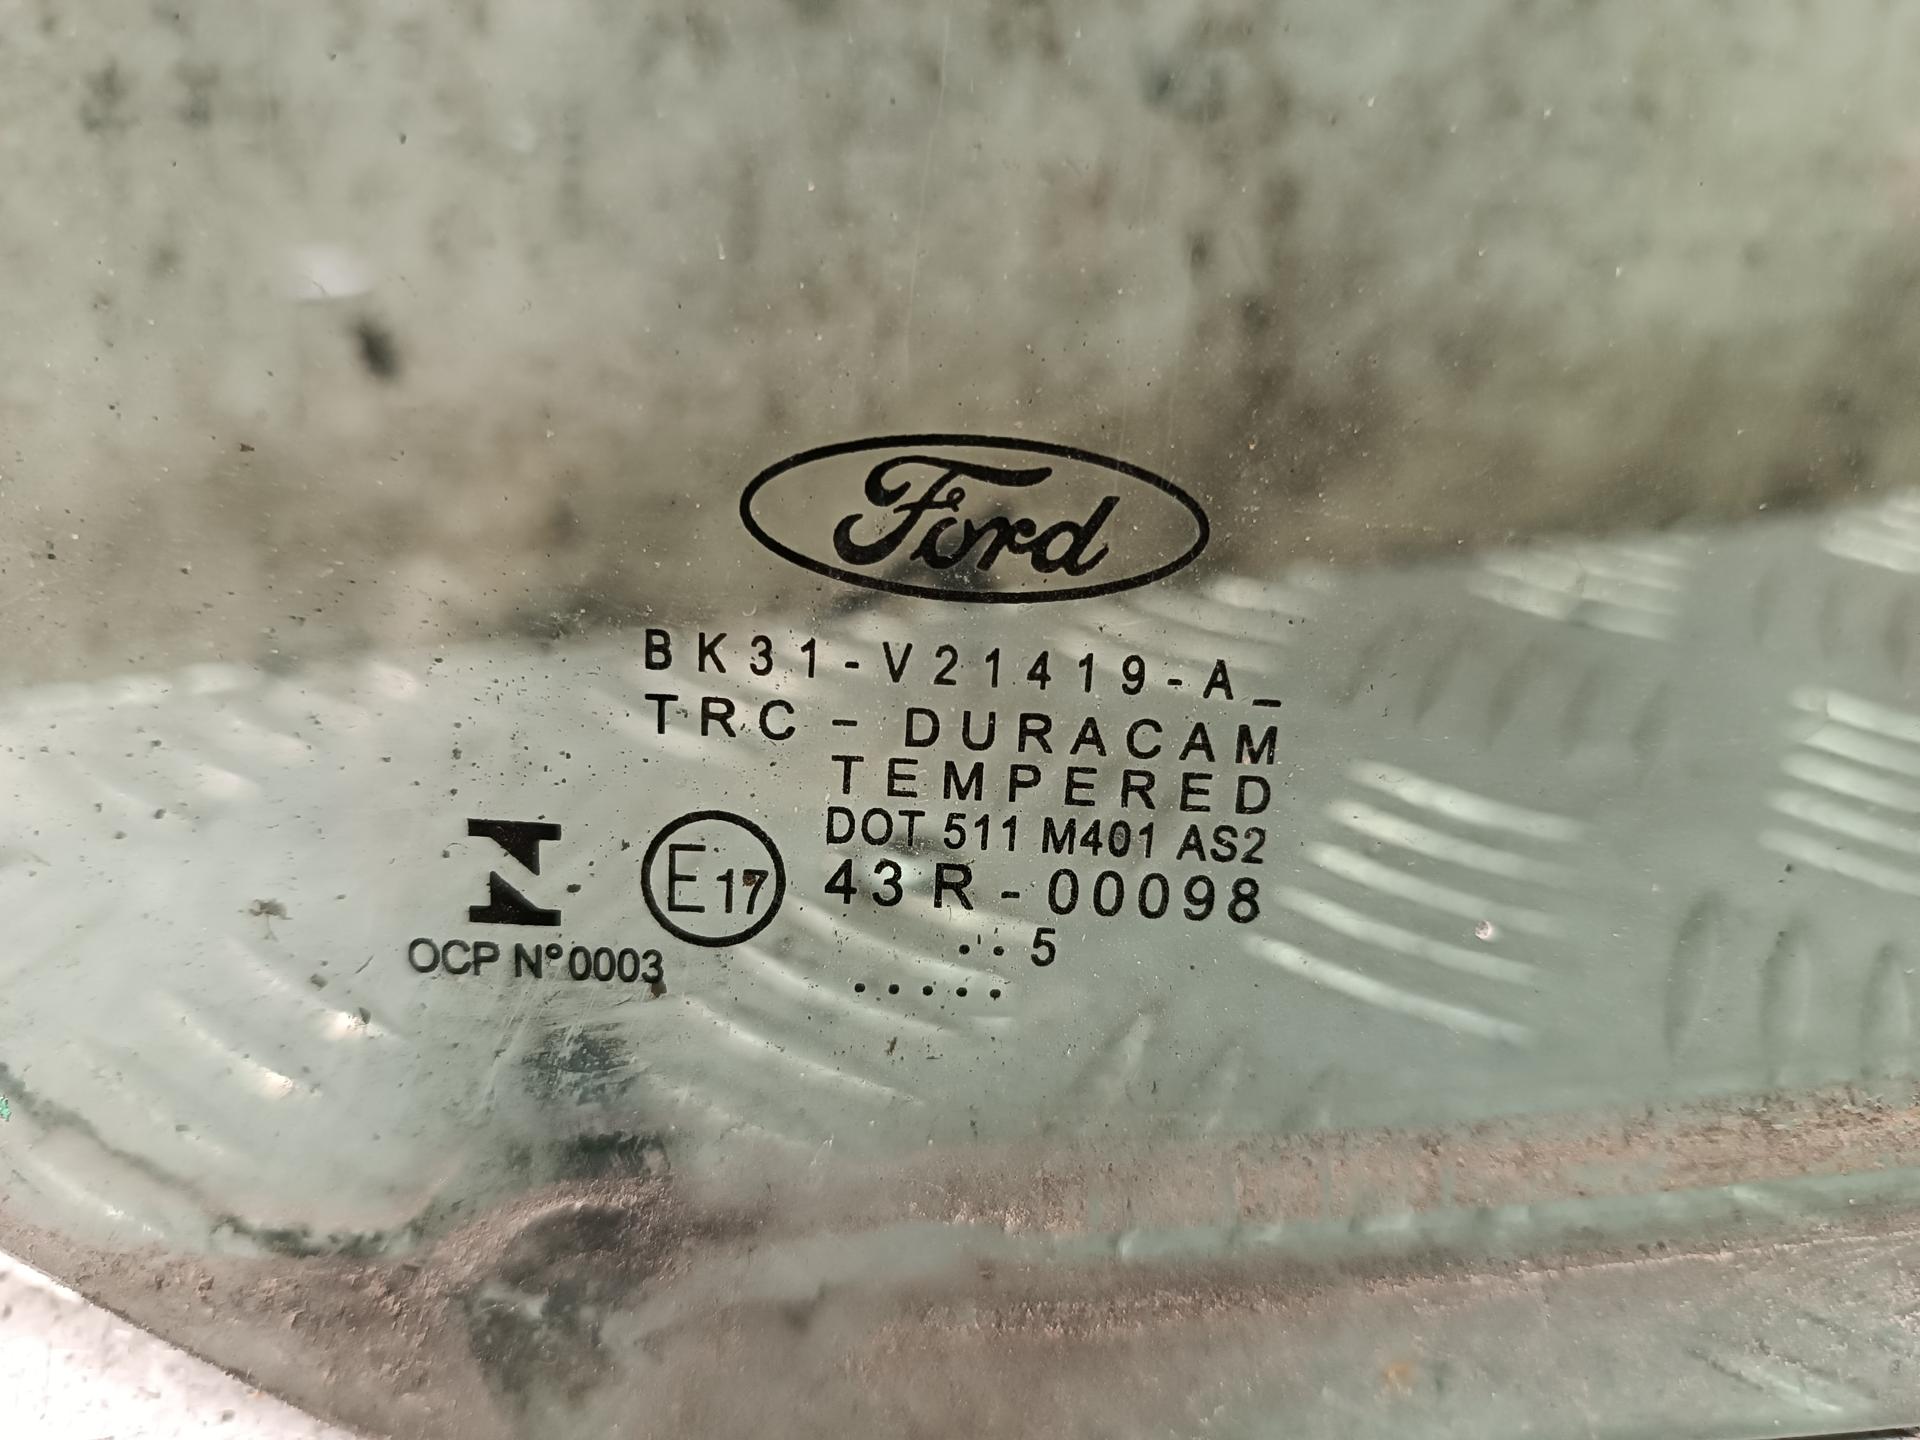 Ford
BK31-V21419-A_
TRC - DURACAM
TEMPERED
DOT 511 M401 AS2
E17 43R-00098
OCP N° 0003
.. 5
.....